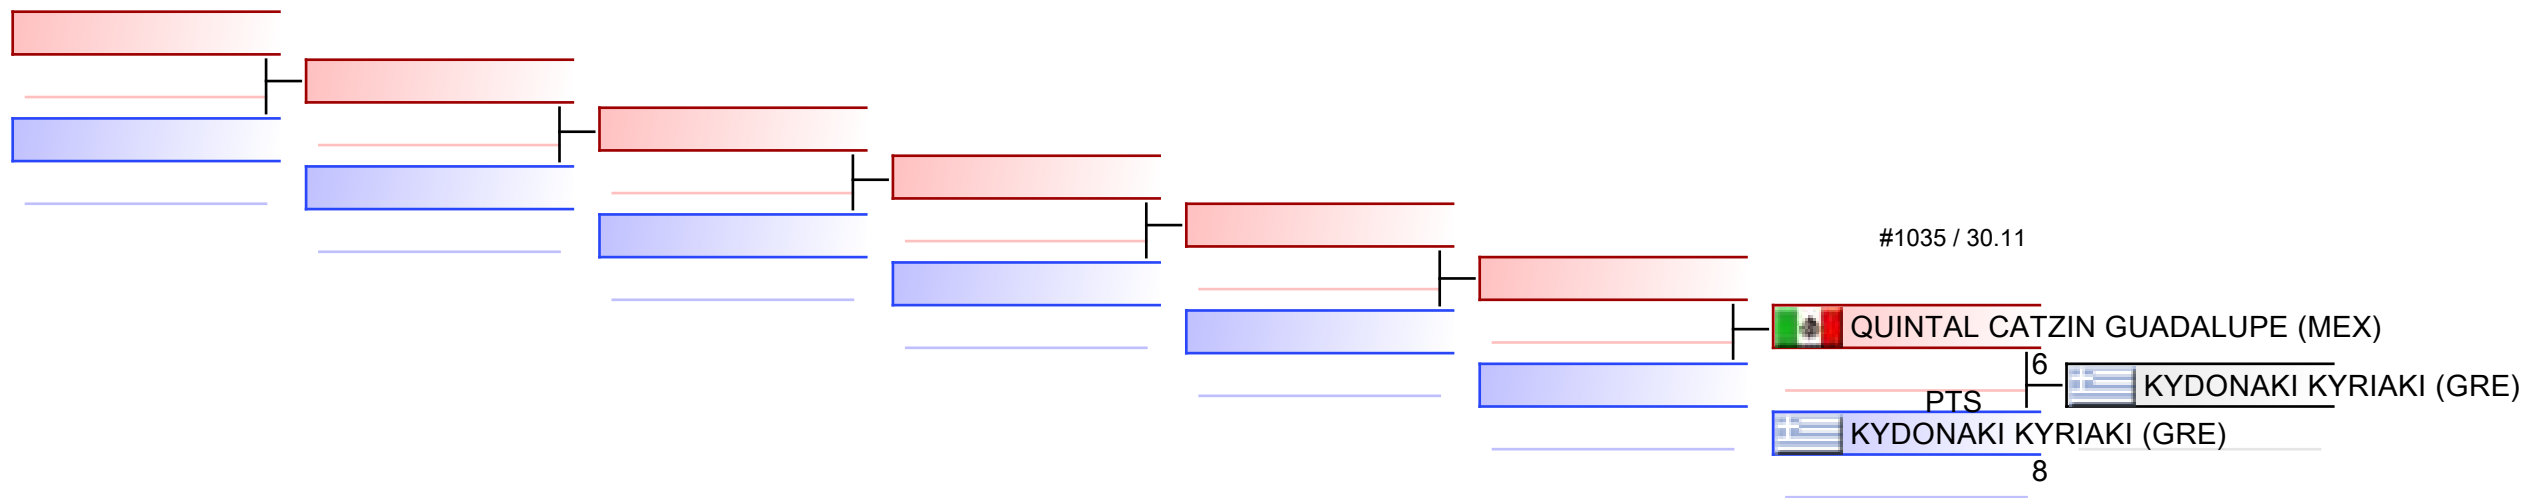 #1035 / 30.11
QUINTAL CATZIN GUADALUPE (MEX)
6
KYDONAKI KYRIAKI (GRE)
PTS
KYDONAKI KYRIAKI (GRE)
8